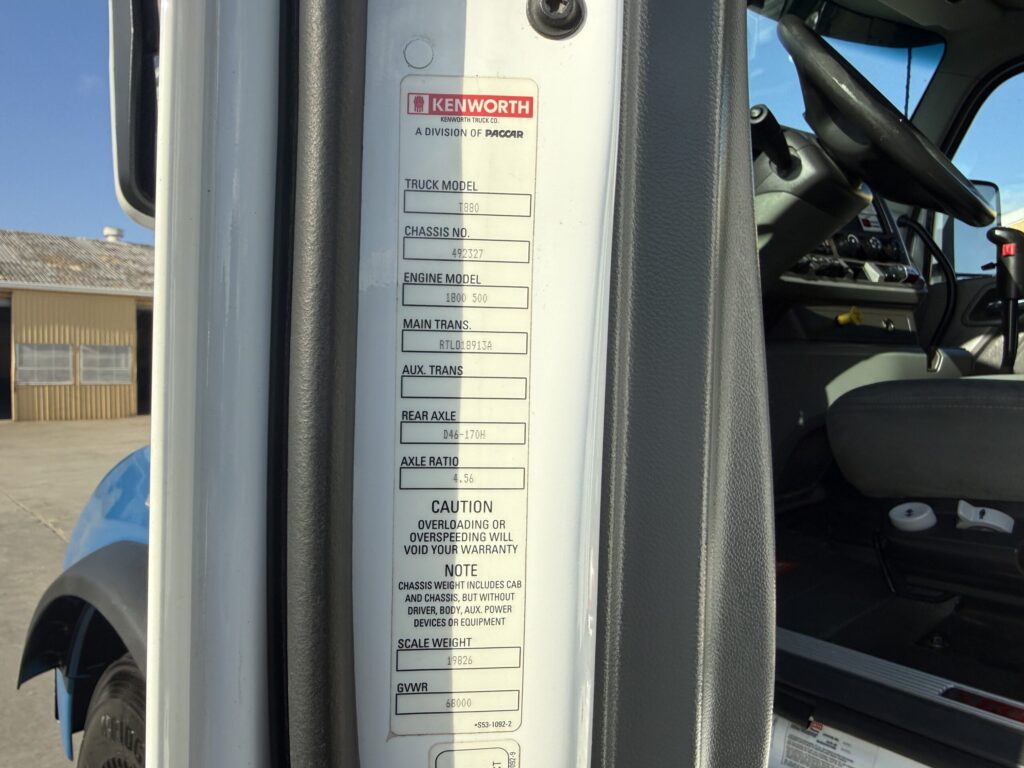 KENWORTH
KENWORTH TRUCK CO.
A DIVISION OF PACCAR
TRUCK MODEL
T880
CHASSIS NO.
492327
ENGINE MODEL
1800 500
MAIN TRANS.
RTLO18913A
AUX. TRANS
REAR AXLE
D46-170H
AXLE RATIO
4.56
CAUTION
OVERLOADING OR
OVERSPEEDING WILL
VOID YOUR WARRANTY
NOTE
CHASSIS WEIGHT INCLUDES CAB
AND CHASSIS, BUT WITHOUT
DRIVER, BODY, AUX. POWER
DEVICES OR EQUIPMENT
SCALE WEIGHT
19826
GVWR
68000
•S53-1092-2